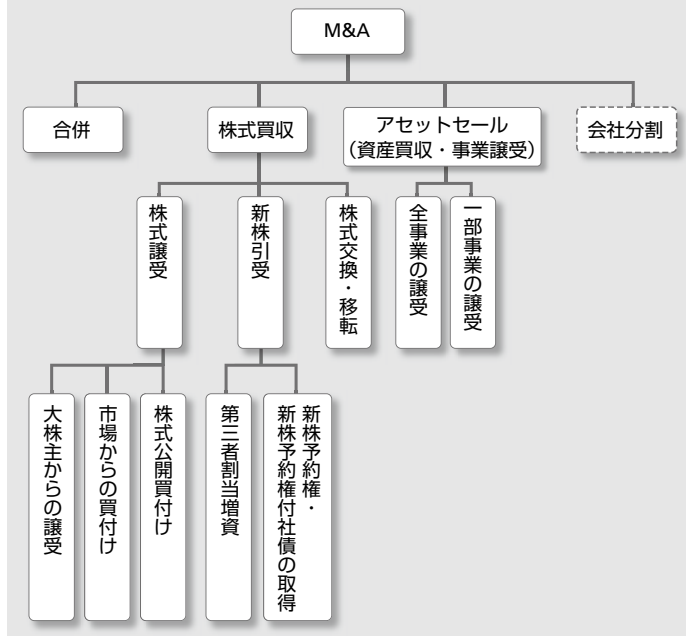 M&A
合併
株式買収
アセットセール
（資産買収・事業譲受）
会社分割
株式譲受
新株引受
株式交換・移転
全事業の譲受
一部事業の譲受
大株主からの譲受
市場からの買付け
株式公開買付け
第三者割当増資
新株予約権・
新株予約権付社債の取得